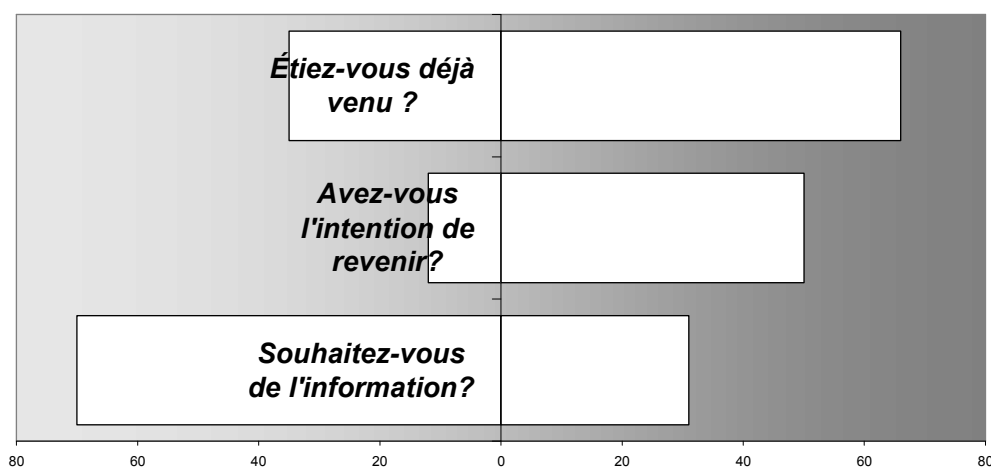 Étiez-vous déjà
venu ?
Avez-vous
l'intention de
revenir?
Souhaitez-vous
de l'information?
80 60 40 20 0 20 40 60 80